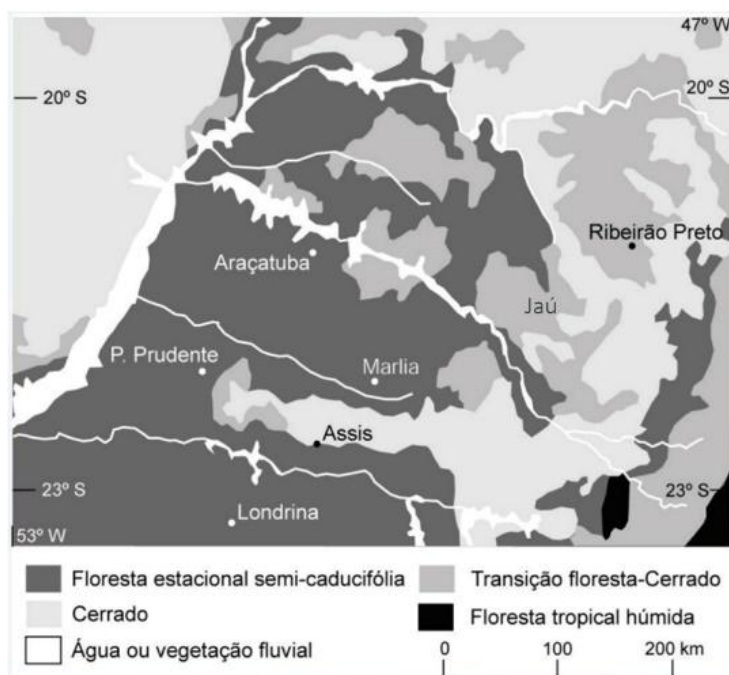 47º W
20º S
20º S
Ribeirão Preto
Araçatuba
Jaú
P. Prudente
Marlia
Assis
23º S
23º S
Londrina
53º W
Floresta estacional semi-caducifólia
Transição floresta-Cerrado
Cerrado
Floresta tropical húmida
Água ou vegetação fluvial
0 100 200 km